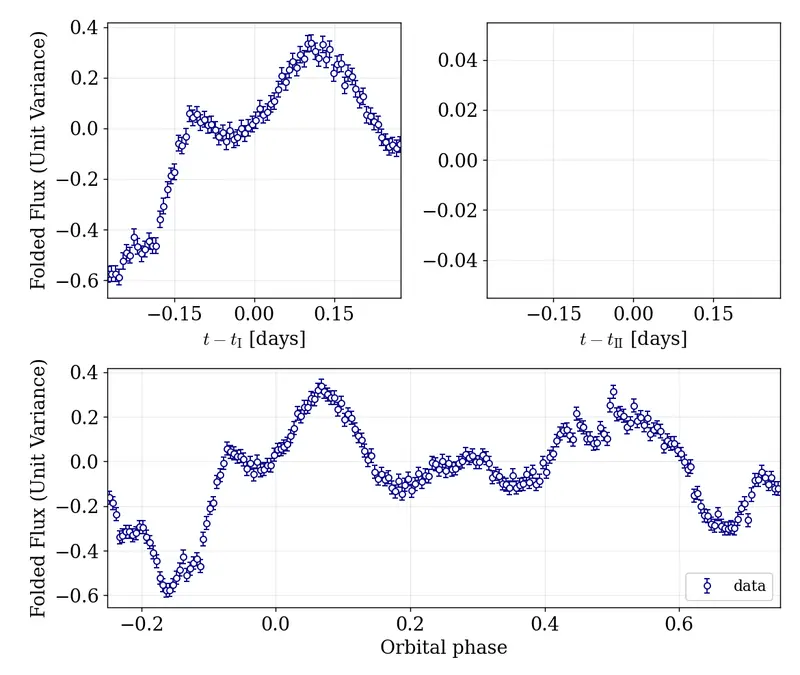 Folded Flux (Unit Variance)
0.4
0.2
0.0
−0.2
−0.4
−0.6
−0.15 0.00 0.15
t − tI [days]
0.04
0.02
0.00
−0.02
−0.04
−0.15 0.00 0.15
t − tII [days]
Folded Flux (Unit Variance)
0.4
0.2
0.0
−0.2
−0.4
−0.6
data
−0.2 0.0 0.2 0.4 0.6
Orbital phase